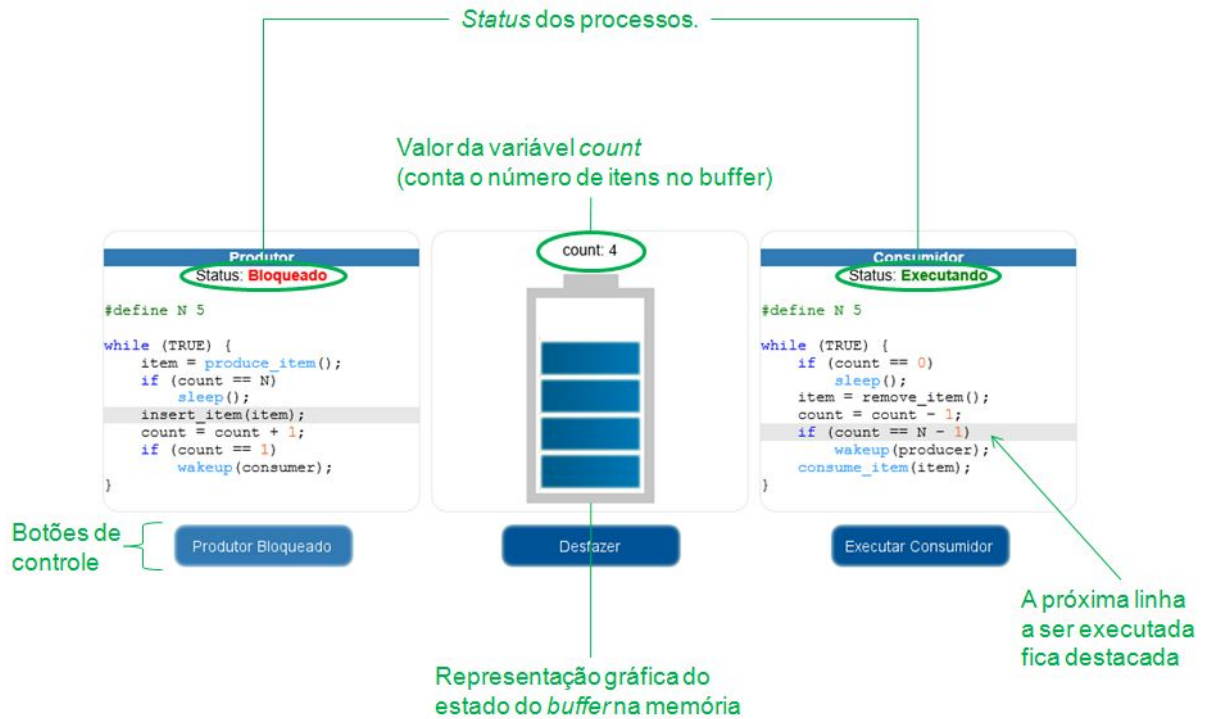 Status dos processos.
Valor da variável count
(conta o número de itens no buffer)
Produtor
Status: Bloqueado
#define N 5
while (TRUE) {
    item = produce_item();
    if (count == N)
        sleep();
    insert_item(item);
    count = count + 1;
    if (count == 1)
        wakeup(consumer);
}
count: 4
Consumidor
Status: Executando
#define N 5
while (TRUE) {
    if (count == 0)
        sleep();
    item = remove_item();
    count = count - 1;
    if (count == N - 1)
        wakeup(producer);
    consume_item(item);
}
Botões de
controle
Produtor Bloqueado
Desfazer
Executar Consumidor
A próxima linha
a ser executada
fica destacada
Representação gráfica do
estado do buffer na memória